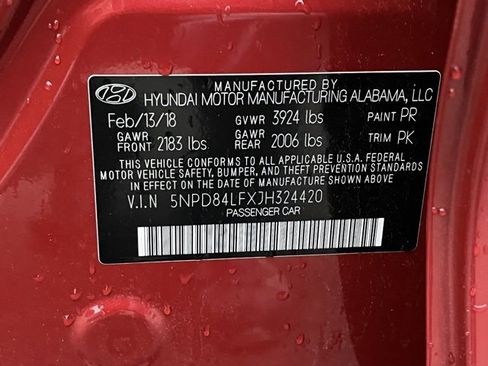 MANUFACTURED BY
HYUNDAI MOTOR MANUFACTURING ALABAMA, LLC
Feb/13/18 GVWR 3924 lbs PAINT PR
GAWR FRONT 2183 lbs GAWR REAR 2006 lbs TRIM PK
THIS VEHICLE CONFORMS TO ALL APPLICABLE U.S.A. FEDERAL
MOTOR VEHICLE SAFETY, BUMPER, AND THEFT PREVENTION STANDARDS
IN EFFECT ON THE DATE OF MANUFACTURE SHOWN ABOVE
V.I.N 5NPD84LFXJH324420
PASSENGER CAR